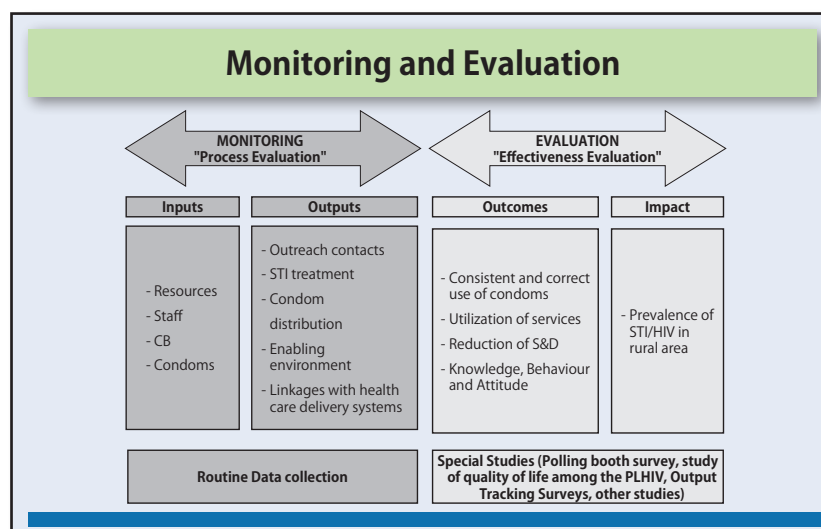 Monitoring and Evaluation
MONITORING
"Process Evaluation"
EVALUATION
"Effectiveness Evaluation"
Inputs
Outputs
Outcomes
Impact
- Resources
- Staff
- CB
- Condoms
- Outreach contacts
- STI treatment
- Condom
distribution
- Enabling
environment
- Linkages with health
care delivery systems
- Consistent and correct
use of condoms
- Utilization of services
- Reduction of S&D
- Knowledge, Behaviour
and Attitude
- Prevalence of
STI/HIV in
rural area
Routine Data collection
Special Studies (Polling booth survey, study
of quality of life among the PLHIV, Output
Tracking Surveys, other studies)